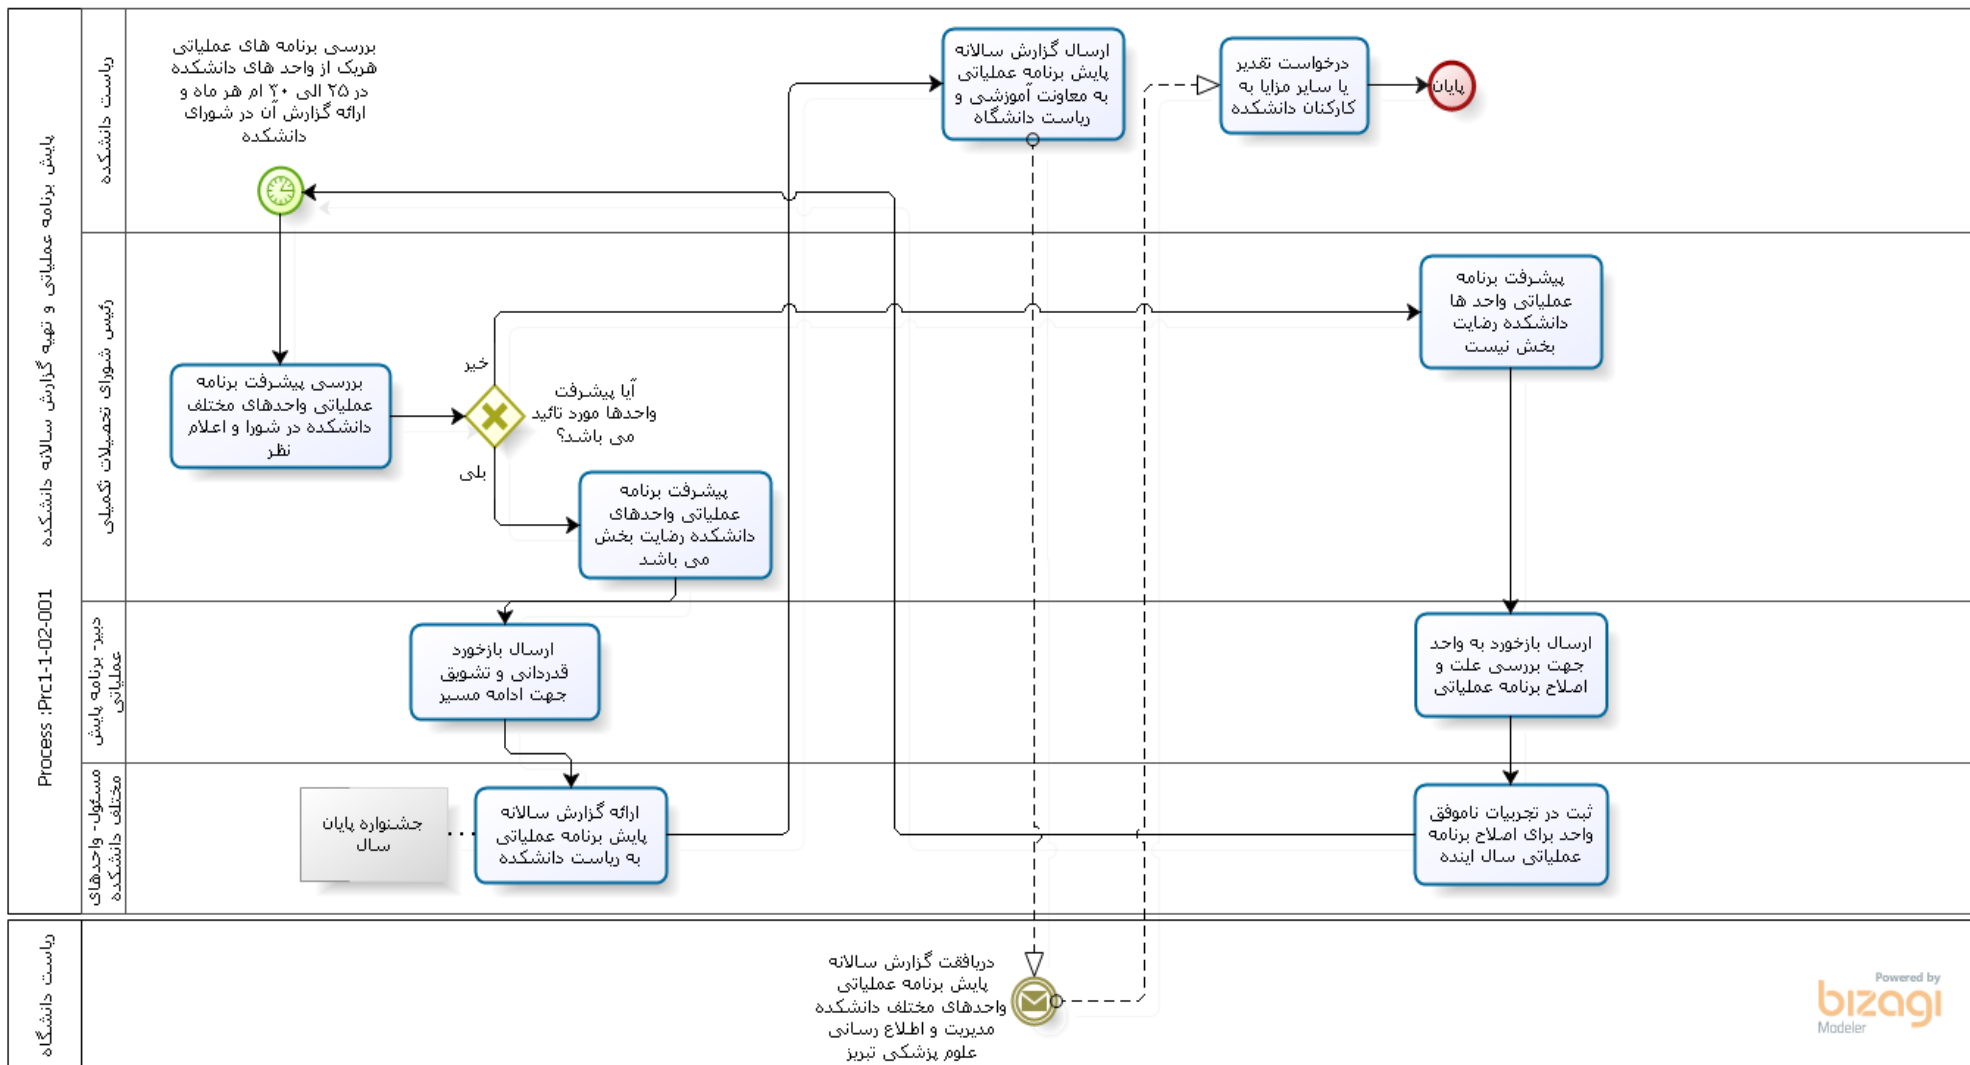 Process :Prc1-1-02-001 پایش برنامه عملیاتی و تهیه گزارش سالانه دانشکده
ریاست دانشکده
بررسی برنامه های عملیاتی
هریک از واحد های دانشکده
در ۲۵ الی ۳۰ ام هر ماه و
ارائه گزارش آن در شورای
دانشکده
ارسال گزارش سالانه
پایش برنامه عملیاتی
به معاونت آموزشی و
ریاست دانشگاه
درخواست تقدیر
یا سایر مزایا به
کارکنان دانشکده
پایان
رئیس شورای تحصیلات تکمیلی
بررسی پیشرفت برنامه
عملیاتی واحدهای مختلف
دانشکده در شورا و اعلام
نظر
خیر
آیا پیشرفت
واحدها مورد تائید
می باشد؟
بلی
پیشرفت برنامه
عملیاتی واحدهای
دانشکده رضایت بخش
می باشد
پیشرفت برنامه
عملیاتی واحد ها
دانشکده رضایت
بخش نیست
دبیر- برنامه پایش
عملیاتی
ارسال بازخورد
قدردانی و تشویق
جهت ادامه مسیر
ارسال بازخورد به واحد
جهت بررسی علت و
اصلاح برنامه عملیاتی
مسئول- واحدهای
مختلف دانشکده
جشنواره پایان
سال
ارائه گزارش سالانه
پایش برنامه عملیاتی
به ریاست دانشکده
ثبت در تجربیات ناموفق
واحد برای اصلاح برنامه
عملیاتی سال اینده
ریاست دانشگاه
دریافقت گزارش سالانه
پایش برنامه عملیاتی
واحدهای مختلف دانشکده
مدیریت و اطلاع رسانی
علوم پزشکی تبریز
Powered by
bizagi
Modeler